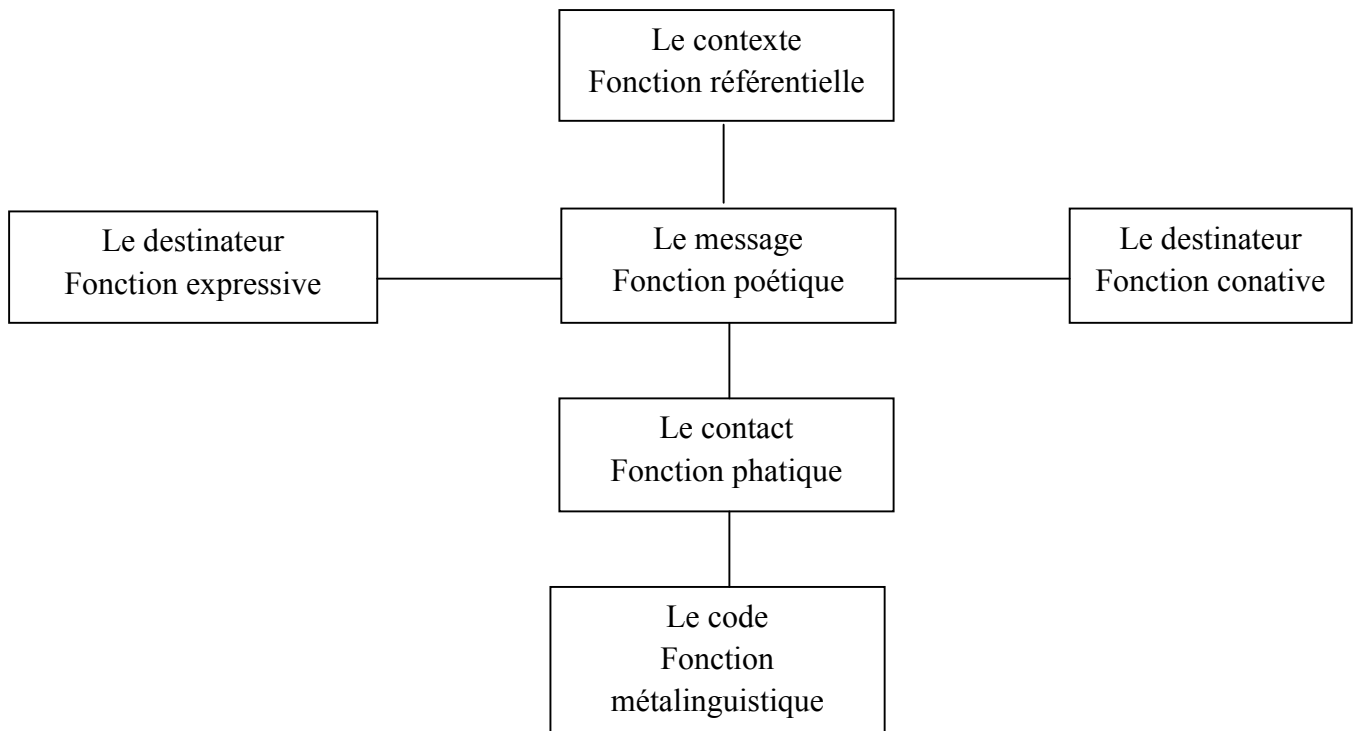 Le contexte
Fonction référentielle
Le destinateur
Fonction expressive
Le message
Fonction poétique
Le destinateur
Fonction conative
Le contact
Fonction phatique
Le code
Fonction
métalinguistique